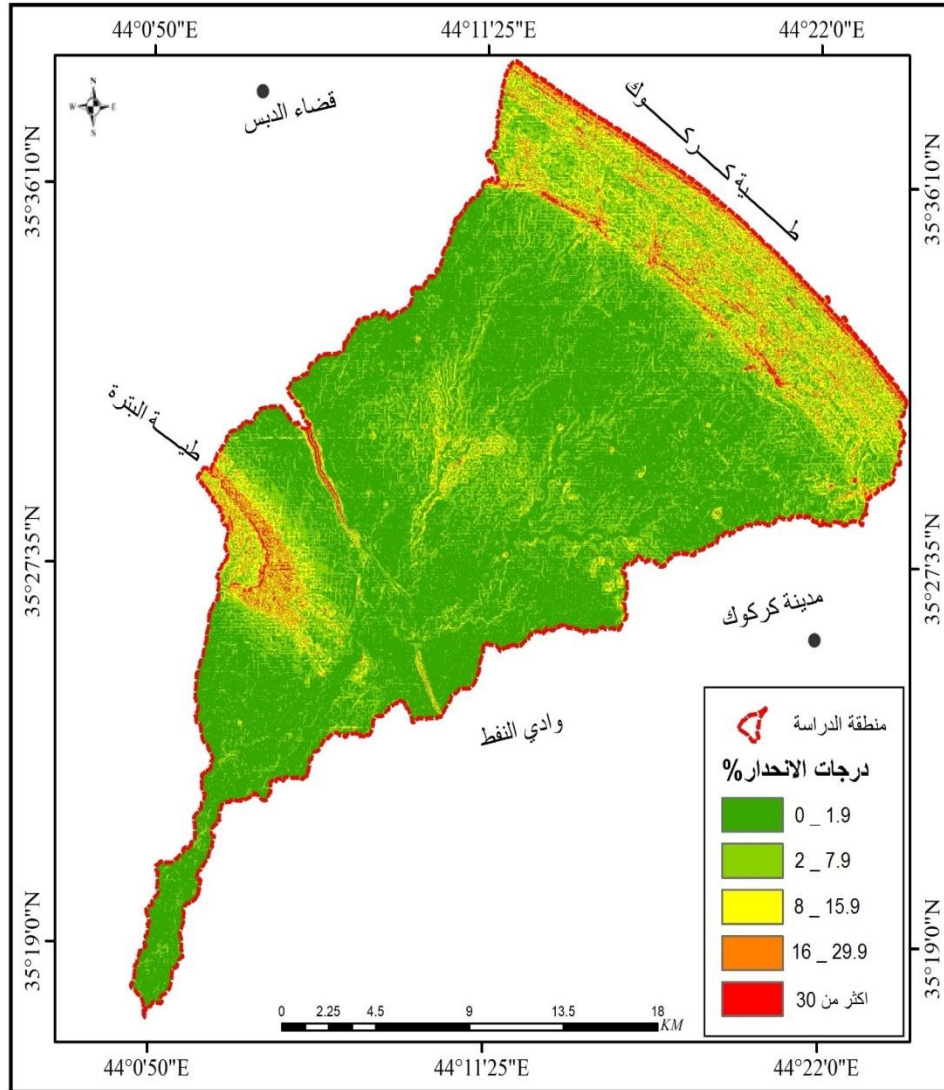 44°0'50"E
44°11'25"E
44°22'0"E
N
W
E
S
قضاء الدبس
طية كركوك
35°36'10"N
35°36'10"N
طية البترة
35°27'35"N
35°27'35"N
مدينة كركوك
وادي النفط
منطقة الدراسة
درجات الانحدار%
0 _ 1.9
2 _ 7.9
8 _ 15.9
16 _ 29.9
اكثر من 30
35°19'0"N
35°19'0"N
0 2.25 4.5 9 13.5 18
KM
44°0'50"E
44°11'25"E
44°22'0"E